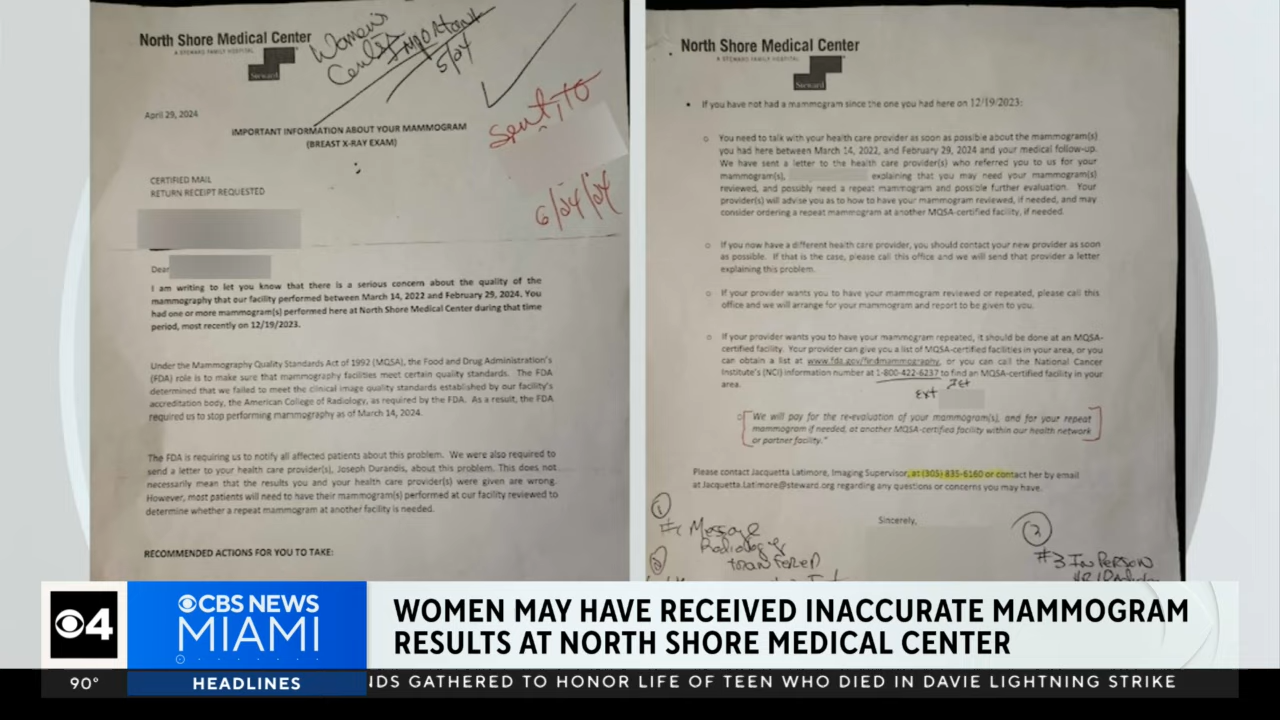 North Shore Medical Center
A STEWARD FAMILY HOSPITAL
Steward
Women's
Center
IMPORTANT
5/24
Sent to
6/24/24
April 29, 2024
IMPORTANT INFORMATION ABOUT YOUR MAMMOGRAM
(BREAST X-RAY EXAM)
CERTIFIED MAIL
RETURN RECEIPT REQUESTED
Dear
I am writing to let you know that there is a serious concern about the quality of the
mammography that our facility performed between March 14, 2022 and February 29, 2024. You
had one or more mammogram(s) performed here at North Shore Medical Center during that time
period, most recently on 12/19/2023.
Under the Mammography Quality Standards Act of 1992 (MQSA), the Food and Drug Administration's
(FDA) role is to make sure that mammography facilities meet certain quality standards. The FDA
determined that we failed to meet the clinical image quality standards established by our facility's
accreditation body, the American College of Radiology, as required by the FDA. As a result, the FDA
required us to stop performing mammography as of March 14, 2024.
The FDA is requiring us to notify all affected patients about this problem. We were also required to
send a letter to your health care provider(s), Joseph Durandis, about this problem. This does not
necessarily mean that the results you and your health care provider(s) were given are wrong.
However, most patients will need to have their mammogram(s) performed at our facility reviewed to
determine whether a repeat mammogram at another facility is needed.
RECOMMENDED ACTIONS FOR YOU TO TAKE:
North Shore Medical Center
A STEWARD FAMILY HOSPITAL
Steward
• If you have not had a mammogram since the one you had here on 12/19/2023:
o You need to talk with your health care provider as soon as possible about the mammogram(s)
you had here between March 14, 2022, and February 29, 2024 and your medical follow-up.
We have sent a letter to the health care provider(s) who referred you to us for your
mammogram(s), explaining that you may need your mammogram(s)
reviewed, and possibly need a repeat mammogram and possible further evaluation. Your
provider(s) will advise you as to how to have your mammogram reviewed, if needed, and may
consider ordering a repeat mammogram at another MQSA-certified facility, if needed.
o If you now have a different health care provider, you should contact your new provider as soon
as possible. If that is the case, please call this office and we will send that provider a letter
explaining this problem.
o If your provider wants you to have your mammogram reviewed or repeated, please call this
office and we will arrange for your mammogram and report to be given to you.
o If your provider wants you to have your mammogram repeated, it should be done at an MQSA-
certified facility. Your provider can give you a list of MQSA-certified facilities in your area, or you
can obtain a list at www.fda.gov/findmammography, or you can call the National Cancer
Institute's (NCI) information number at 1-800-422-6237 to find an MQSA-certified facility in your
area.
Ext
o We will pay for the re-evaluation of your mammogram(s), and for your repeat
mammogram if needed, at another MQSA-certified facility within our health network
or partner facility."
Please contact Jacquetta Latimore, Imaging Supervisor, at (305) 835-6160 or contact her by email
at Jacquetta.Latimore@steward.org regarding any questions or concerns you may have.
Sincerely,
①
Radiology
②
③
#3 In Person
4
CBS NEWS
MIAMI
WOMEN MAY HAVE RECEIVED INACCURATE MAMMOGRAM
RESULTS AT NORTH SHORE MEDICAL CENTER
90°
HEADLINES
NDS GATHERED TO HONOR LIFE OF TEEN WHO DIED IN DAVIE LIGHTNING STRIKE